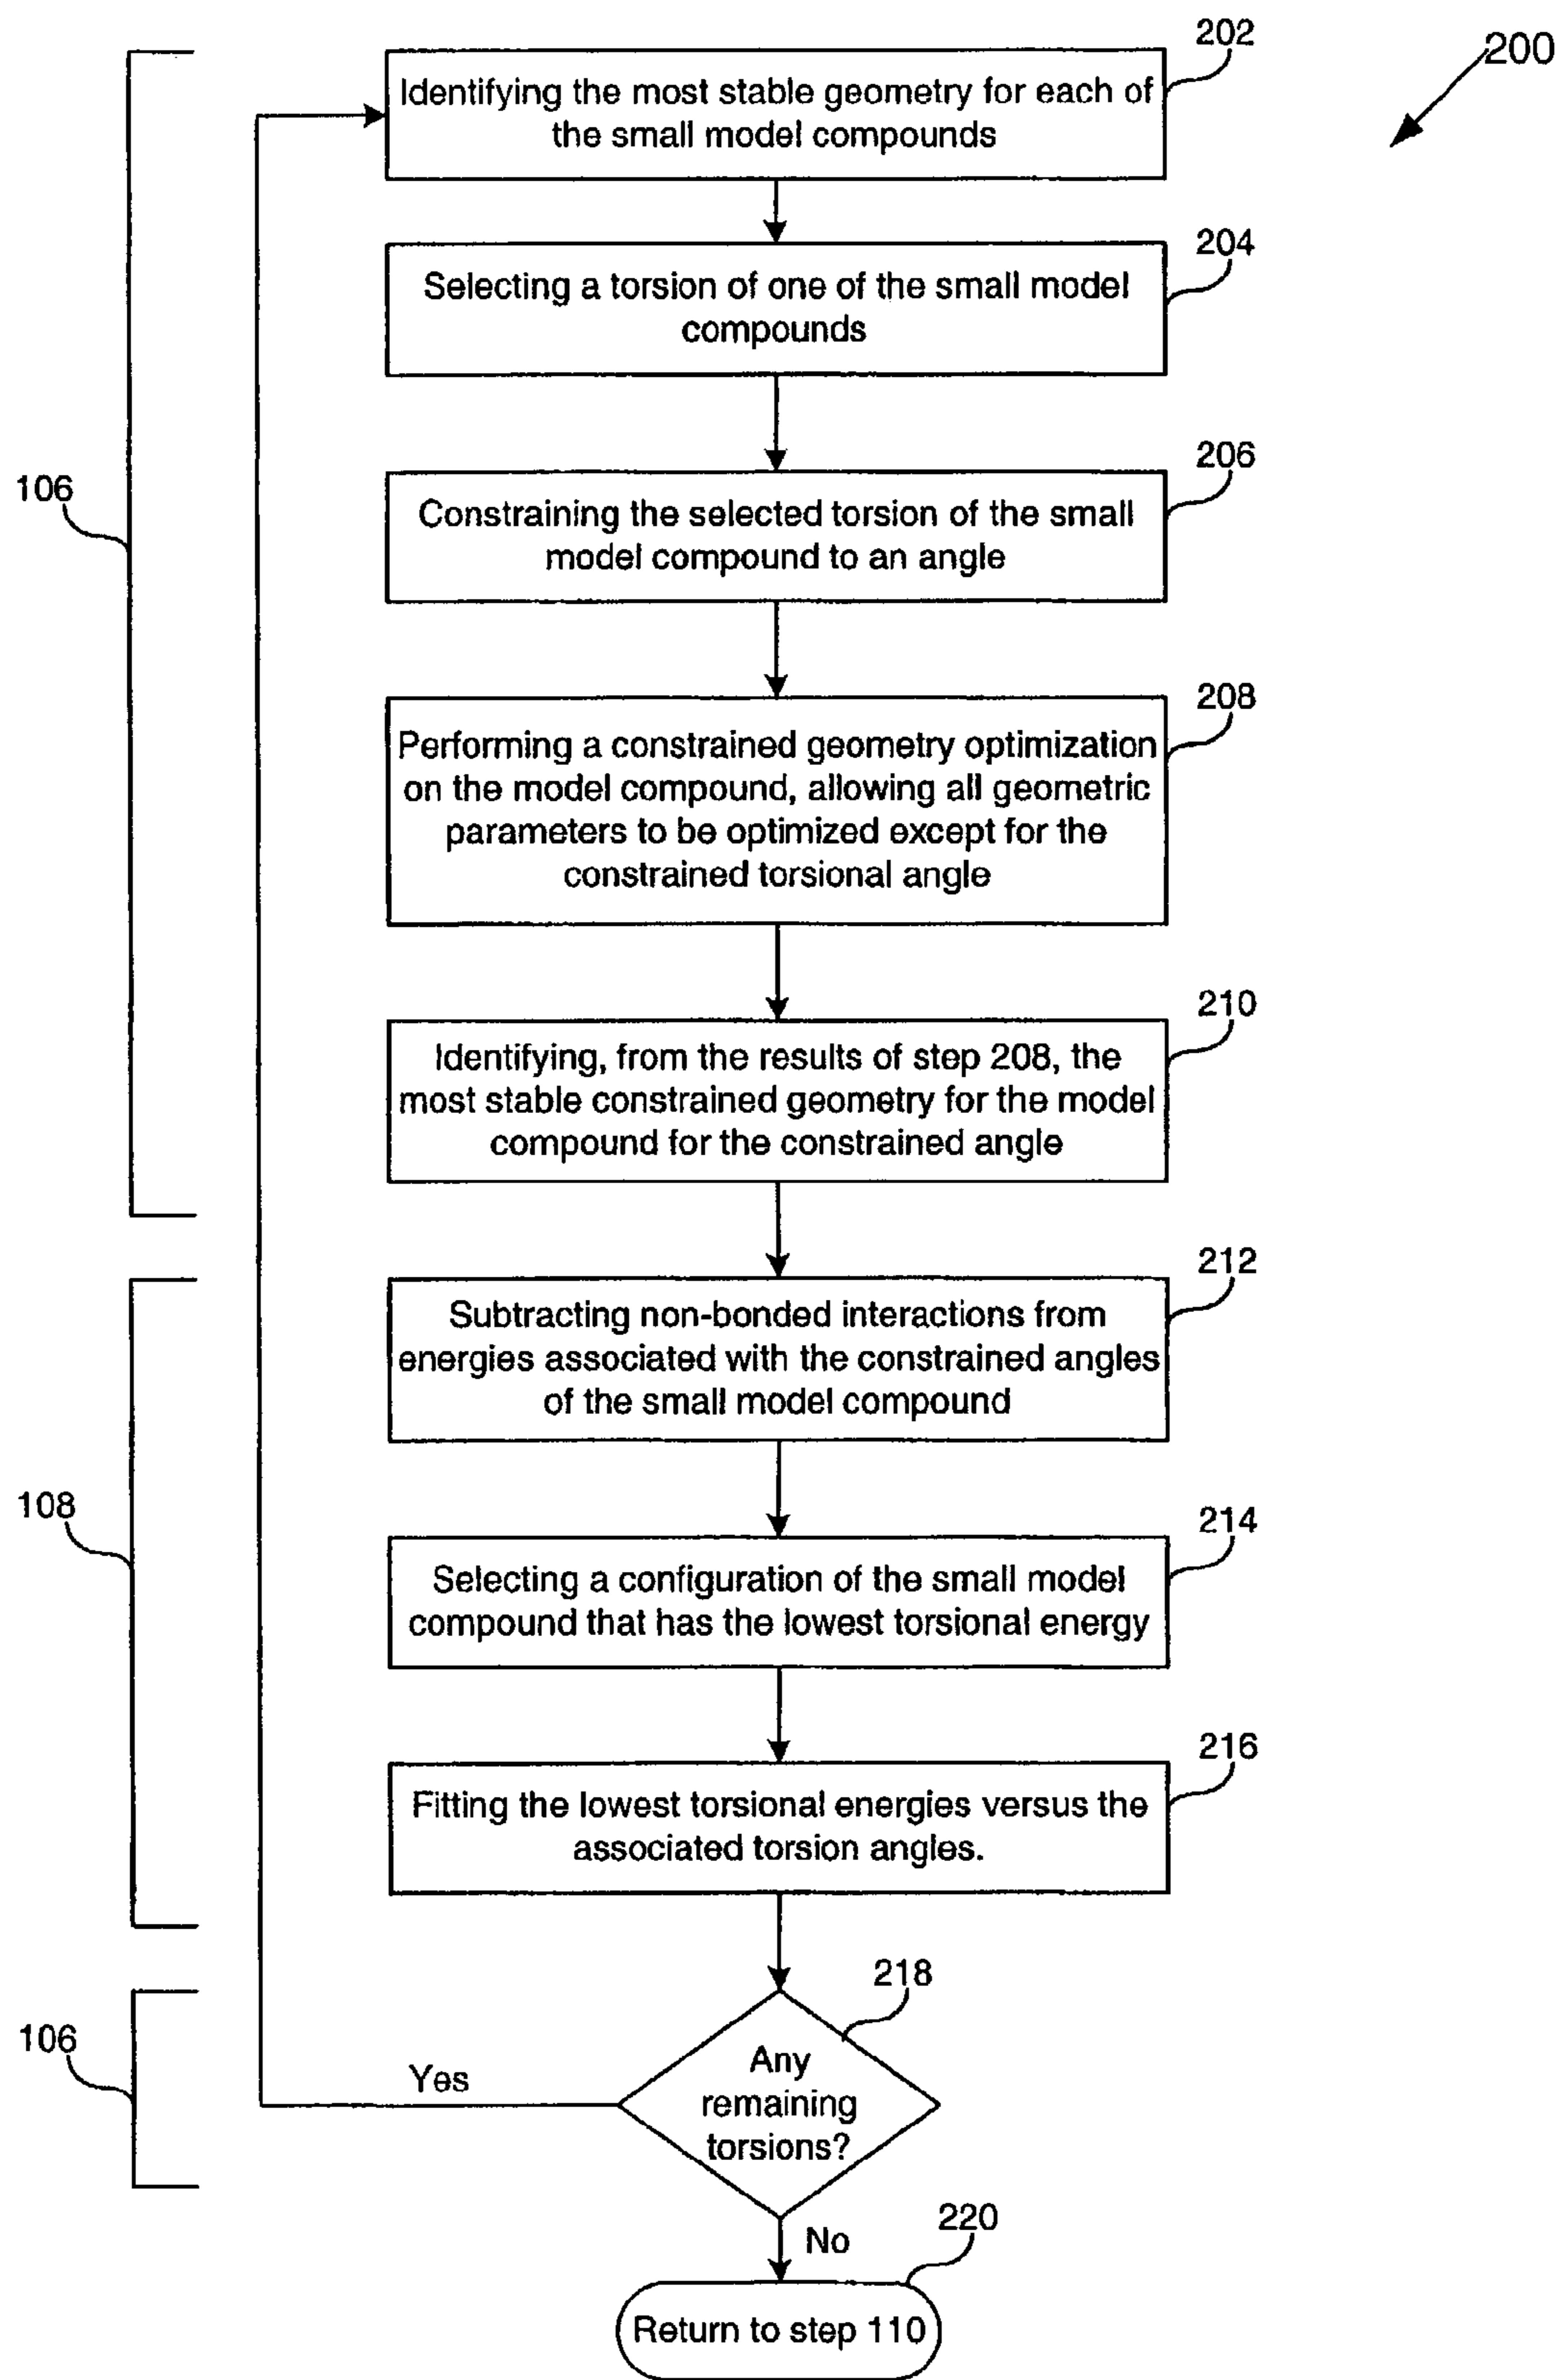 200
202
Identifying the most stable geometry for each of
the small model compounds
204
Selecting a torsion of one of the small model
compounds
206
Constraining the selected torsion of the small
model compound to an angle
106
208
Performing a constrained geometry optimization
on the model compound, allowing all geometric
parameters to be optimized except for the
constrained torsional angle
210
Identifying, from the results of step 208, the
most stable constrained geometry for the model
compound for the constrained angle
212
Subtracting non-bonded interactions from
energies associated with the constrained angles
of the small model compound
108
214
Selecting a configuration of the small model
compound that has the lowest torsional energy
216
Fitting the lowest torsional energies versus the
associated torsion angles.
218
106
Any
remaining
torsions?
Yes
No
220
Return to step 110